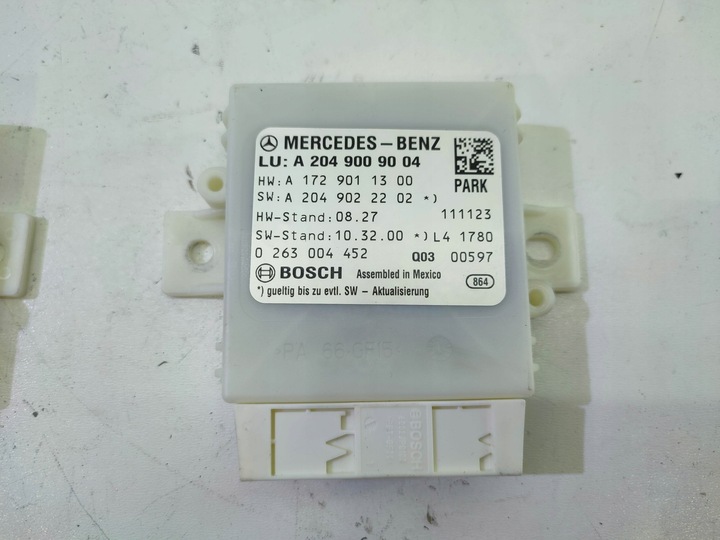 MERCEDES-BENZ
LU: A 204 900 90 04
HW: A 172 901 13 00
PARK
SW: A 204 902 22 02 *)
HW-Stand: 08.27 111123
SW-Stand: 10.32.00 *) L4 1780
0 263 004 452 Q03 00597
BOSCH Assembled in Mexico 864
*) gueltig bis zu evtl. SW - Aktualisierung
BOSCH